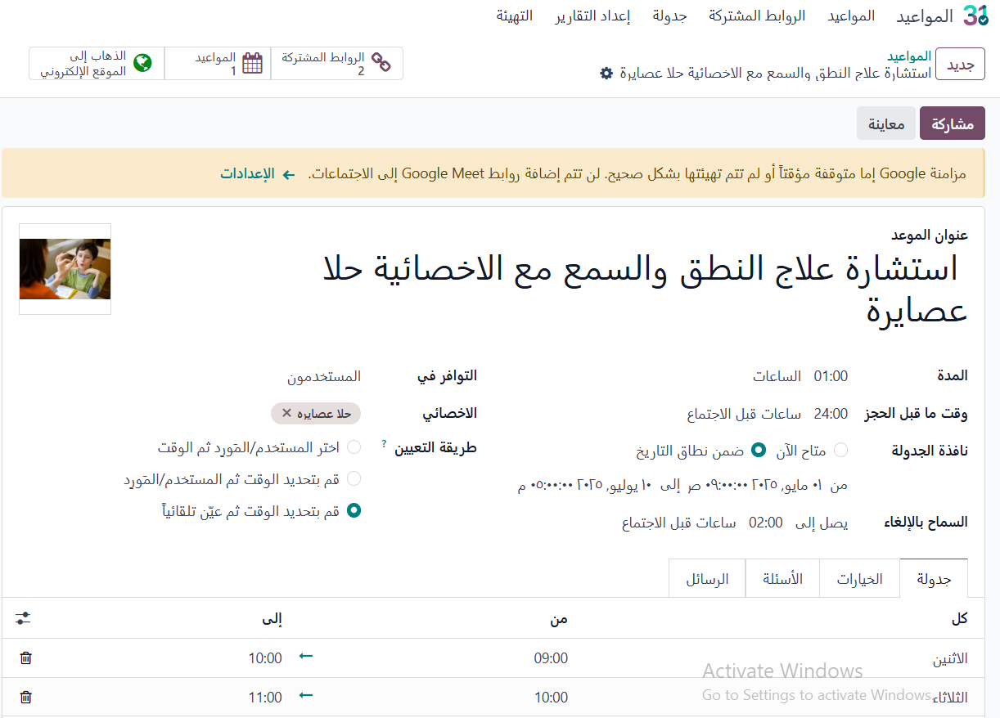 31 المواعيد المواعيد الروابط المشتركة جدولة إعداد التقارير التهيئة
جديد
المواعيد
استشارة علاج النطق والسمع مع الاخصائية حلا عصايرة
الروابط المشتركة
2
المواعيد
1
الذهاب إلى
الموقع الإلكتروني
مشاركة معاينة
مزامنة Google إما متوقفة مؤقتاً أو لم تتم تهيئتها بشكل صحيح. لن تتم إضافة روابط Google Meet إلى الاجتماعات. ← الإعدادات
عنوان الموعد
استشارة علاج النطق والسمع مع الاخصائية حلا
عصايرة
المدة 01:00 الساعات
وقت ما قبل الحجز 24:00 ساعات قبل الاجتماع
نافذة الجدولة متاح الآن ضمن نطاق التاريخ
من ٠١ مايو, ٢٠٢٥ ٠٩:٠٠:٠٠ ص إلى ١٠ يوليو, ٢٠٢٥ ٠٥:٠٠:٠٠ م
السماح بالإلغاء يصل إلى 02:00 ساعات قبل الاجتماع
التوافر في المستخدمون
الاخصائي حلا عصايره ×
طريقة التعيين ? اختر المستخدم/المَورِد ثم الوقت
قم بتحديد الوقت ثم المستخدم/المَورِد
قم بتحديد الوقت ثم عيّن تلقائياً
جدولة الخيارات الأسئلة الرسائل
كل من إلى
الاثنين 09:00 ← 10:00
الثلاثاء 10:00 ← 11:00
Activate Windows
Go to Settings to activate Windows.